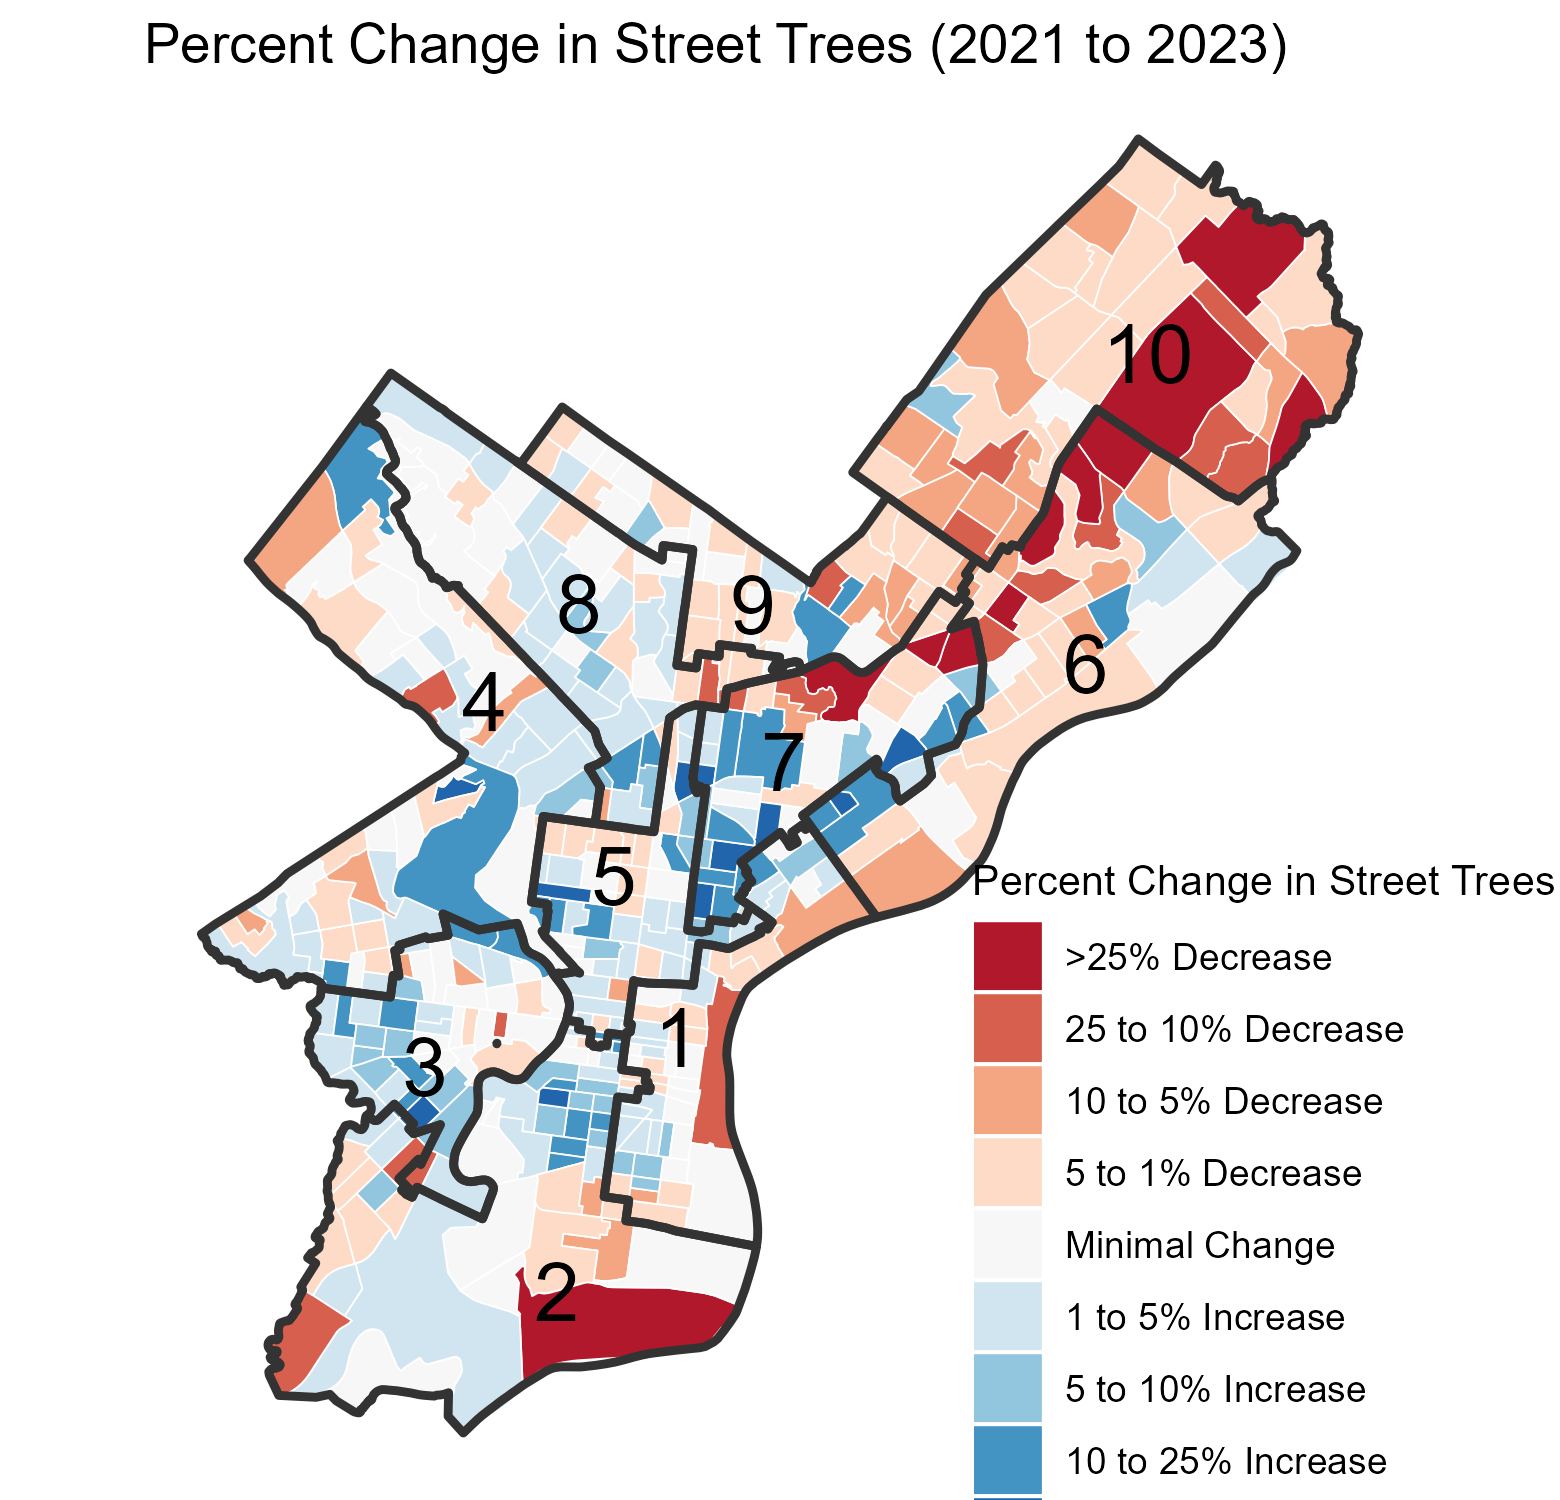 Percent Change in Street Trees (2021 to 2023)
10
8
9
6
4
7
5
Percent Change in Street Trees
>25% Decrease
25 to 10% Decrease
1
3
10 to 5% Decrease
5 to 1% Decrease
Minimal Change
2
1 to 5% Increase
5 to 10% Increase
10 to 25% Increase